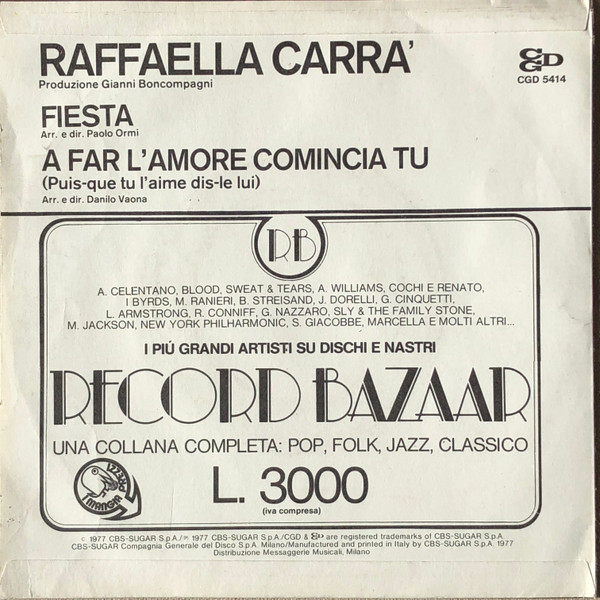 RAFFAELLA CARRA'
Produzione Gianni Boncompagni
CGD
CGD 5414
FIESTA
Arr. e dir. Paolo Ormi
A FAR L'AMORE COMINCIA TU
(Puis-que tu l'aime dis-le lui)
Arr. e dir. Danilo Vaona
RB
A. CELENTANO, BLOOD, SWEAT & TEARS, A. WILLIAMS, COCHI E RENATO,
I BYRDS, M. RANIERI, B. STREISAND, J. DORELLI, G. CINQUETTI,
L. ARMSTRONG, R. CONNIFF, G. NAZZARO, SLY & THE FAMILY STONE,
M. JACKSON, NEW YORK PHILHARMONIC, S. GIACOBBE, MARCELLA E MOLTI ALTRI...
I PIÚ GRANDI ARTISTI SU DISCHI E NASTRI
RECORD BAZAAR
UNA COLLANA COMPLETA: POP, FOLK, JAZZ, CLASSICO
MANGIA
PREZZI
L. 3000
(iva compresa)
c 1977 CBS-SUGAR S.p.A./℗ 1977 CBS-SUGAR S.p.A./CGD & are registered trademarks of CBS-SUGAR S.p.A.
CBS-SUGAR Compagnia Generale del Disco S.p.A. Milano/Manufactured and printed in Italy by CBS-SUGAR S.p.A. 1977
Distribuzione Messaggerie Musicali, Milano